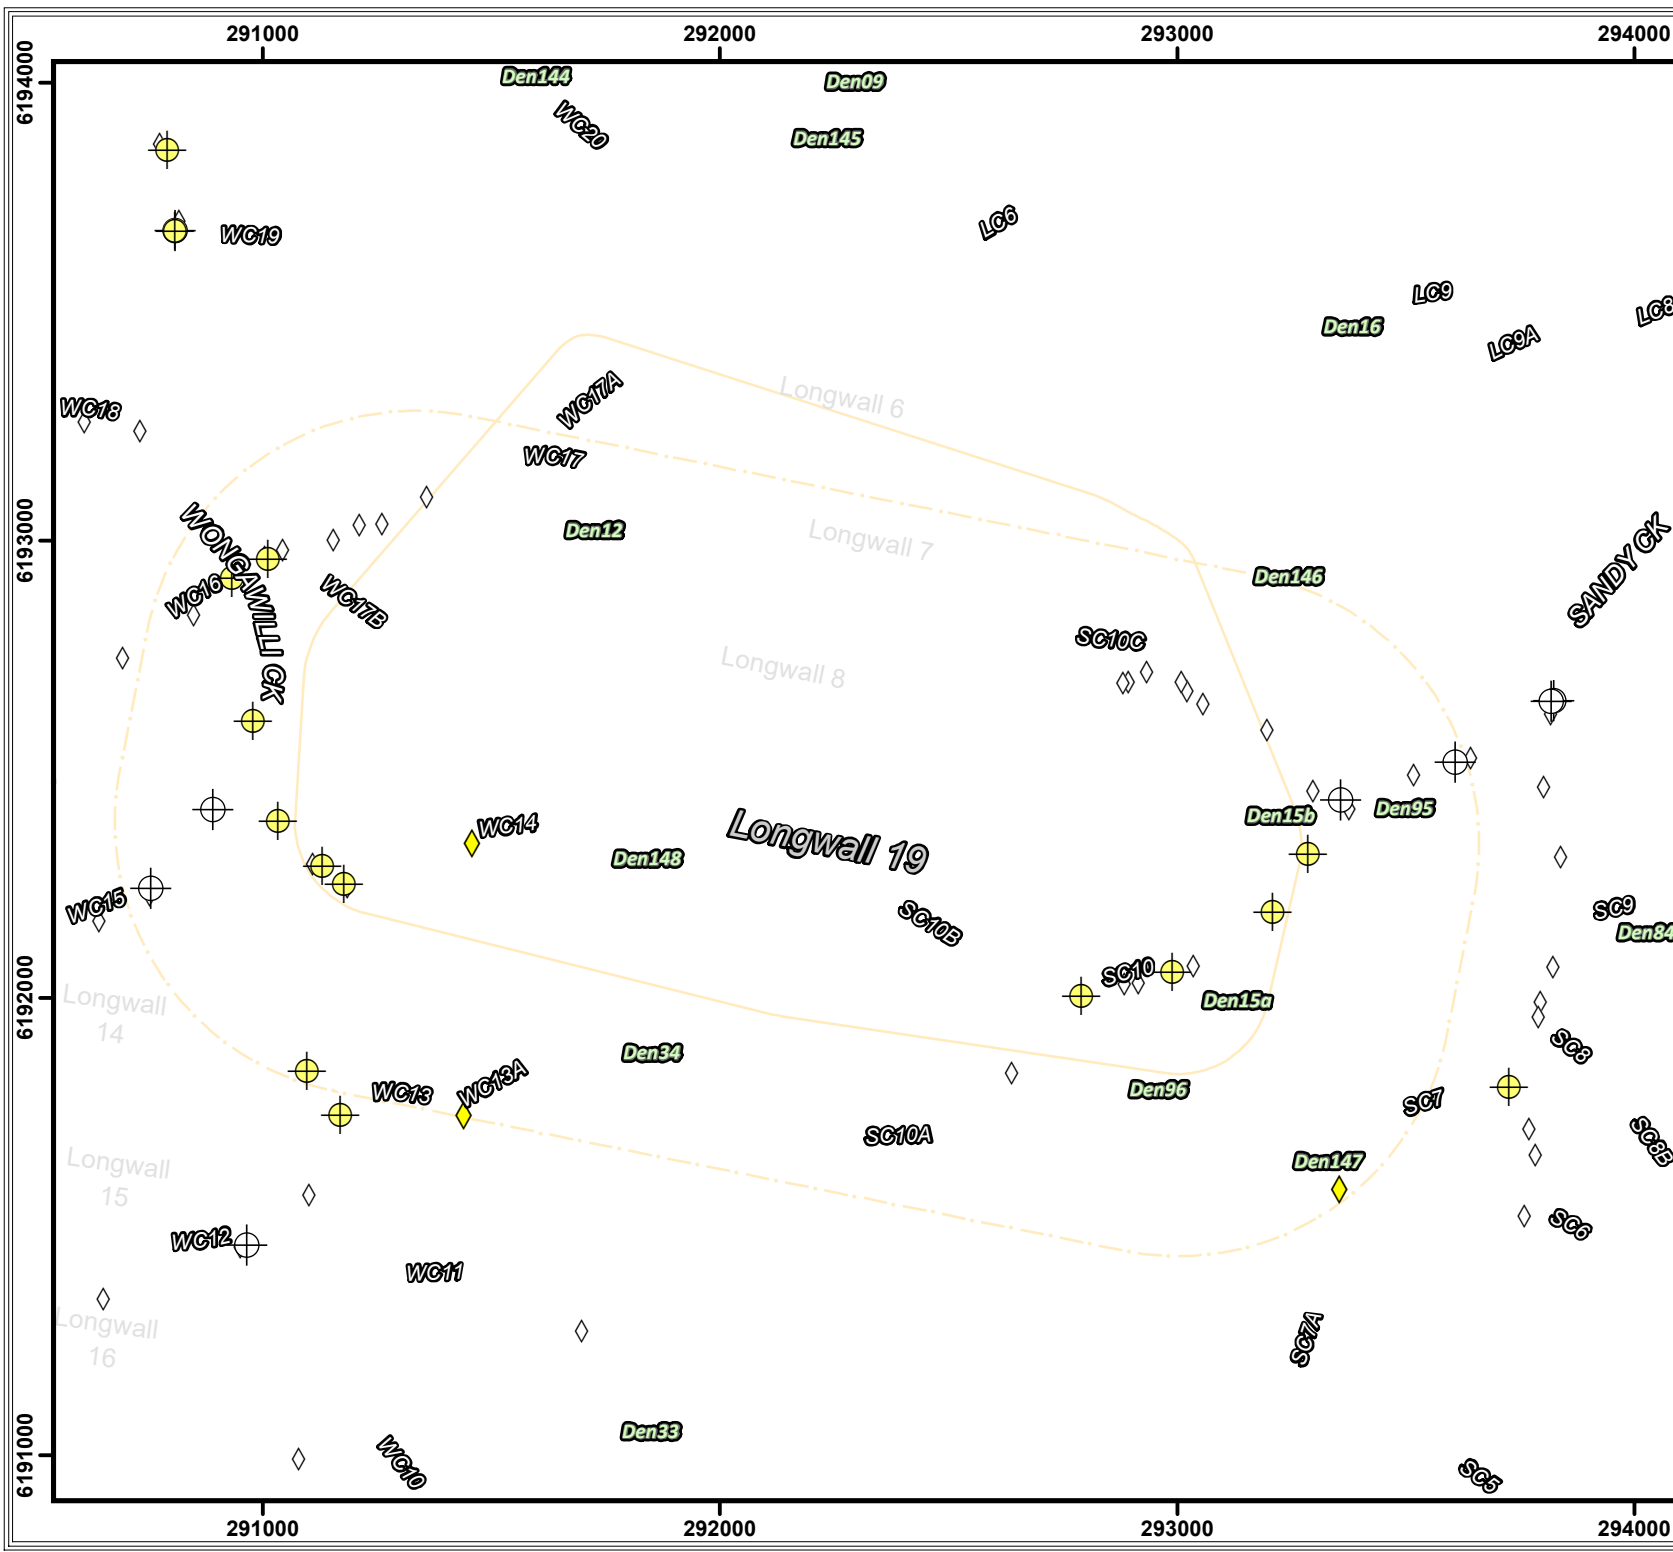 291000 292000 293000 294000
6194000
Den144
Den09
WC20
Den145
WC19
LC6
LC9
LC8
Den16
LC9A
Longwall 6
WC17A
WC18
WC17
6193000
Den12
Longwall 7
WONGAWILLI CK
SANDY CK
Den146
WC16
WC17B
SC10C
Longwall 8
Den15b
Den95
WC14
Longwall 19
Den148
WC15
SC10B
SC9
Den84
SC10
6192000
Den15a
Longwall
14
Den34
SC8
WC13
WC13A
Den96
SC7
SC10A
SC8B
Longwall
15
Den147
WC12
SC6
WC11
Longwall
16
SC7A
Den33
6191000
WC10
SC5
291000 292000 293000 294000